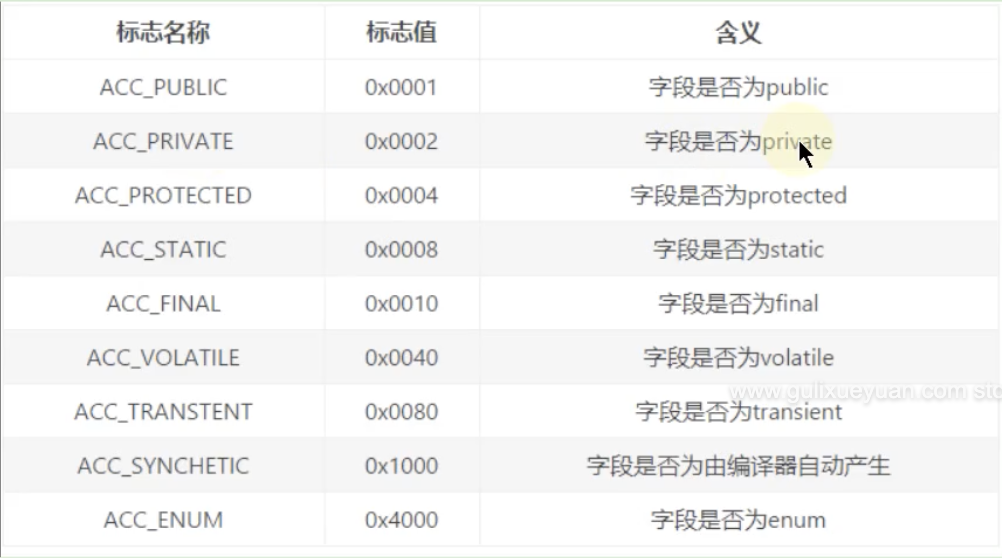 标志名称 标志值 含义
ACC_PUBLIC 0x0001 字段是否为public
ACC_PRIVATE 0x0002 字段是否为private
ACC_PROTECTED 0x0004 字段是否为protected
ACC_STATIC 0x0008 字段是否为static
ACC_FINAL 0x0010 字段是否为final
ACC_VOLATILE 0x0040 字段是否为volatile
www.gulixueyuan.com
ACC_TRANSTENT 0x0080 字段是否为transient
ACC_SYNCHETIC 0x1000 字段是否为由编译器自动产生
ACC_ENUM 0x4000 字段是否为enum